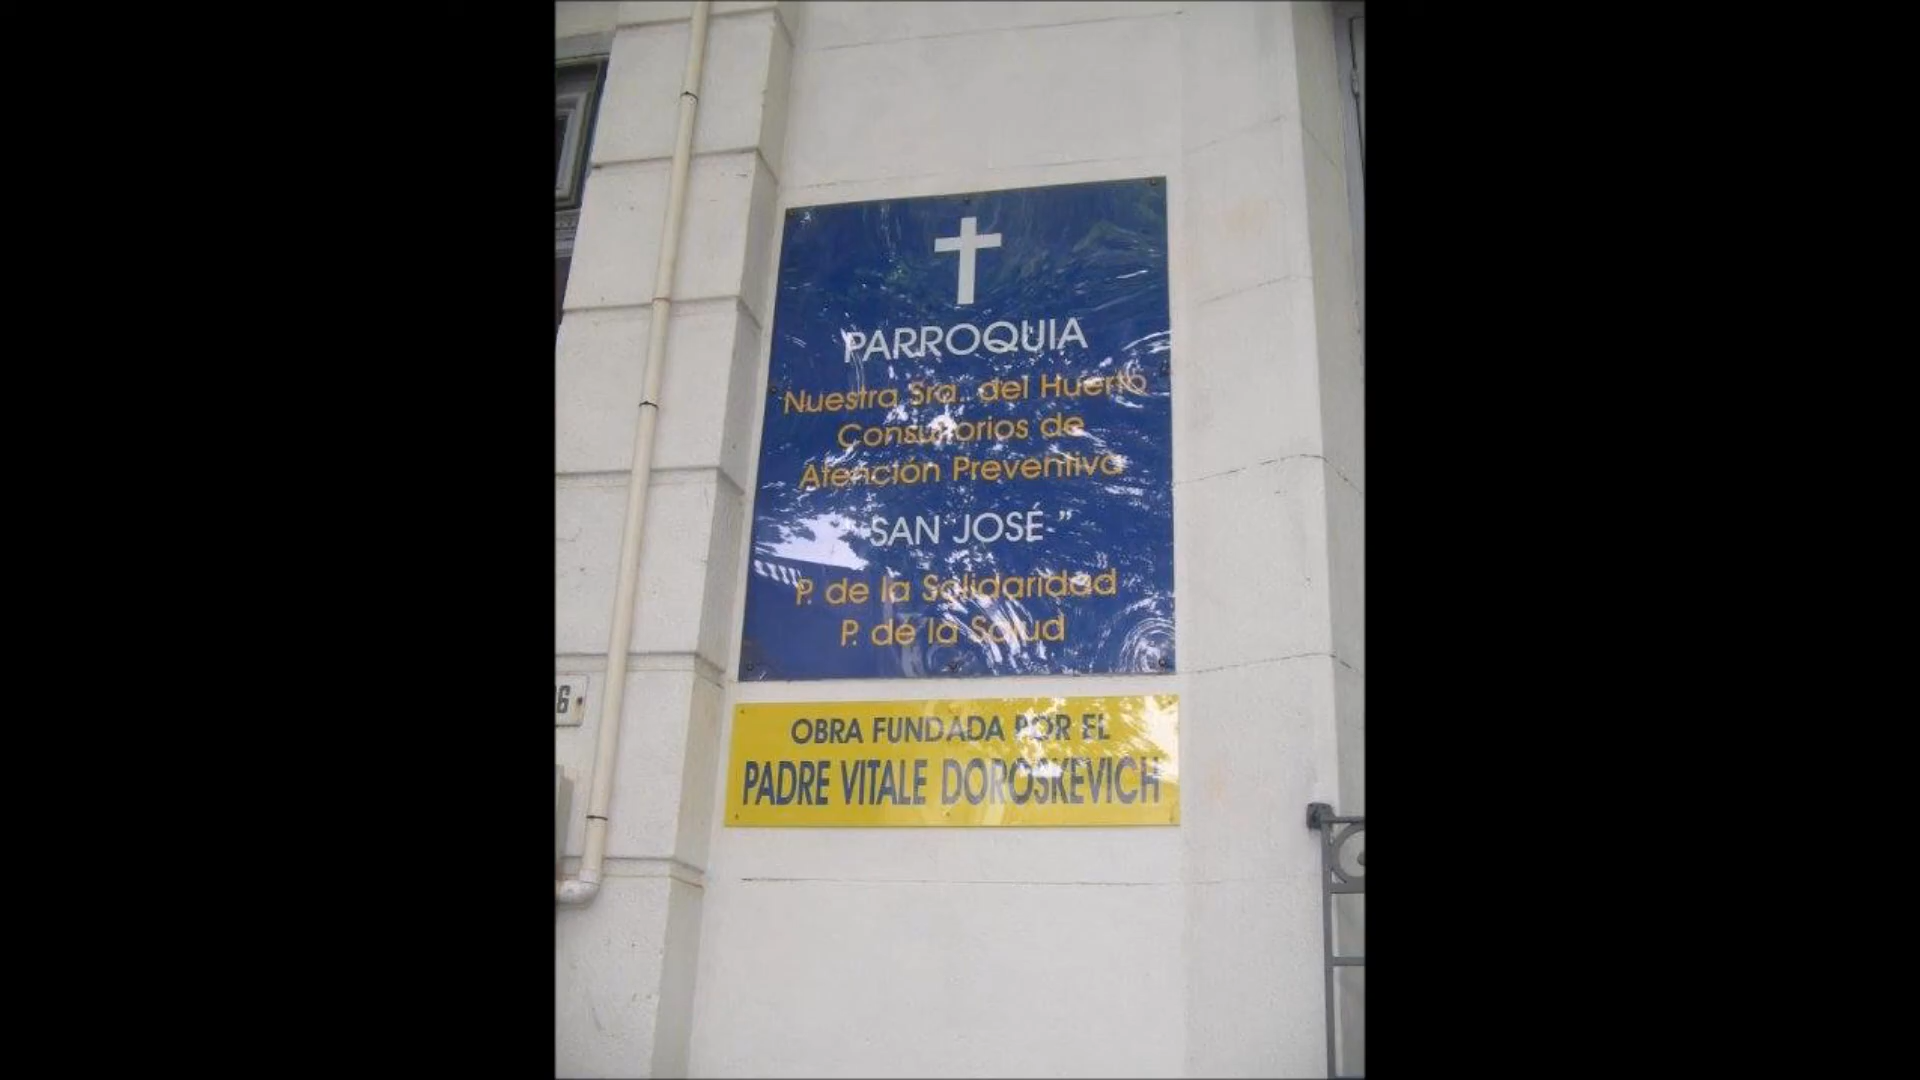 PARROQUIA
Nuestra Sra. del Huerto
Consultorios de
Atención Preventiva
" SAN JOSÉ "
P. de la Solidaridad
P. de la Salud
6
OBRA FUNDADA POR EL
PADRE VITALE DOROSKEVICH